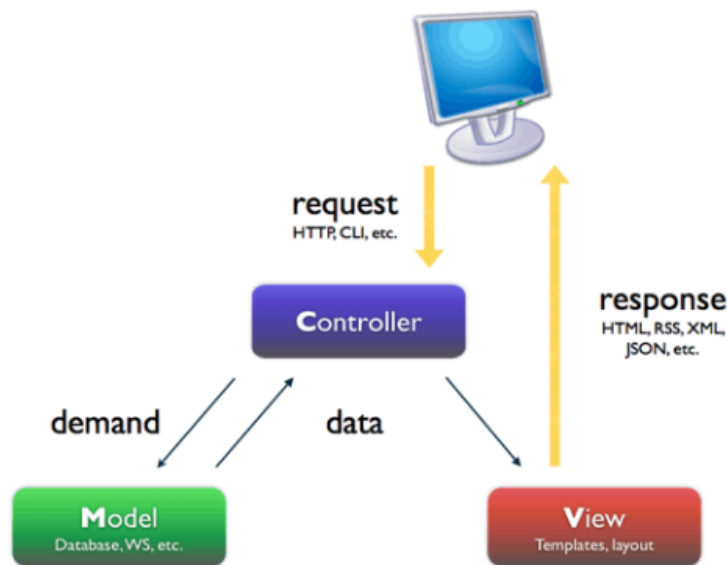 request
HTTP, CLI, etc.
Controller
response
HTML, RSS, XML,
JSON, etc.
demand
data
Model
Database, WS, etc.
View
Templates, layout